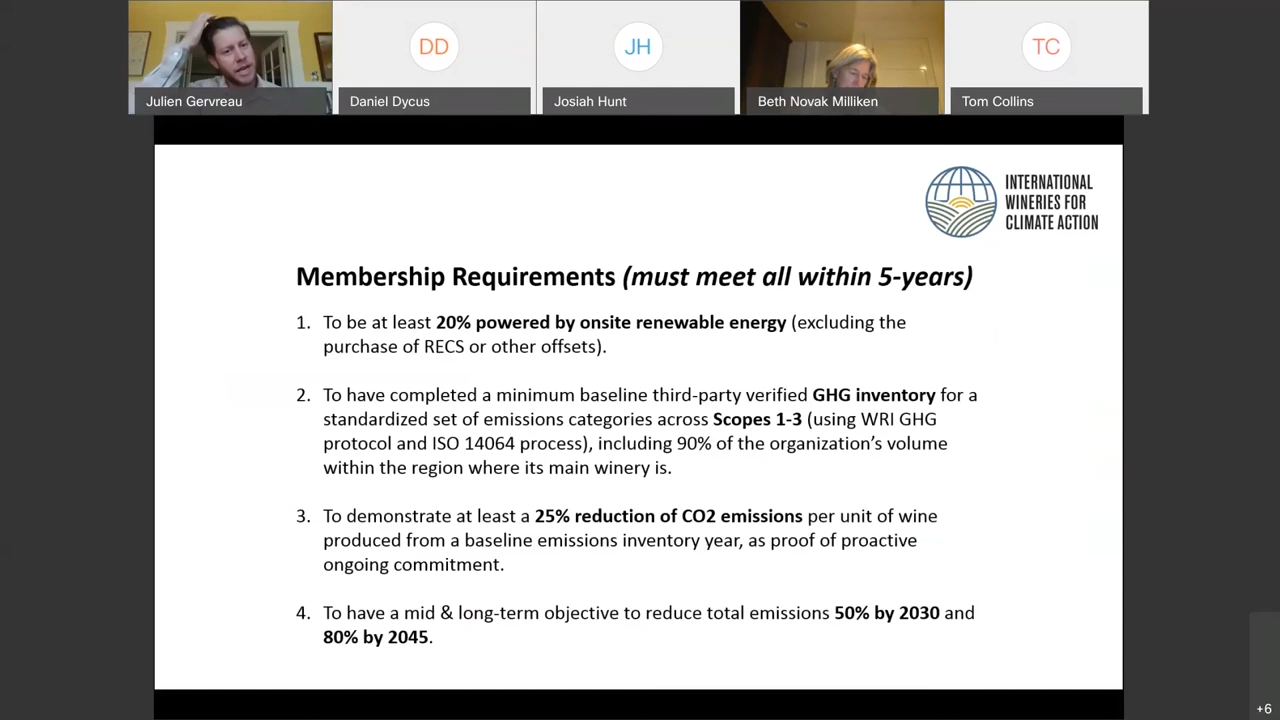 DD
JH
TC
Julien Gervreau
Daniel Dycus
Josiah Hunt
Beth Novak Milliken
Tom Collins
INTERNATIONAL
WINERIES FOR
CLIMATE ACTION
Membership Requirements (must meet all within 5-years)
1. To be at least 20% powered by onsite renewable energy (excluding the
purchase of RECS or other offsets).
2. To have completed a minimum baseline third-party verified GHG inventory for a
standardized set of emissions categories across Scopes 1-3 (using WRI GHG
protocol and ISO 14064 process), including 90% of the organization’s volume
within the region where its main winery is.
3. To demonstrate at least a 25% reduction of CO2 emissions per unit of wine
produced from a baseline emissions inventory year, as proof of proactive
ongoing commitment.
4. To have a mid & long-term objective to reduce total emissions 50% by 2030 and
80% by 2045.
+6